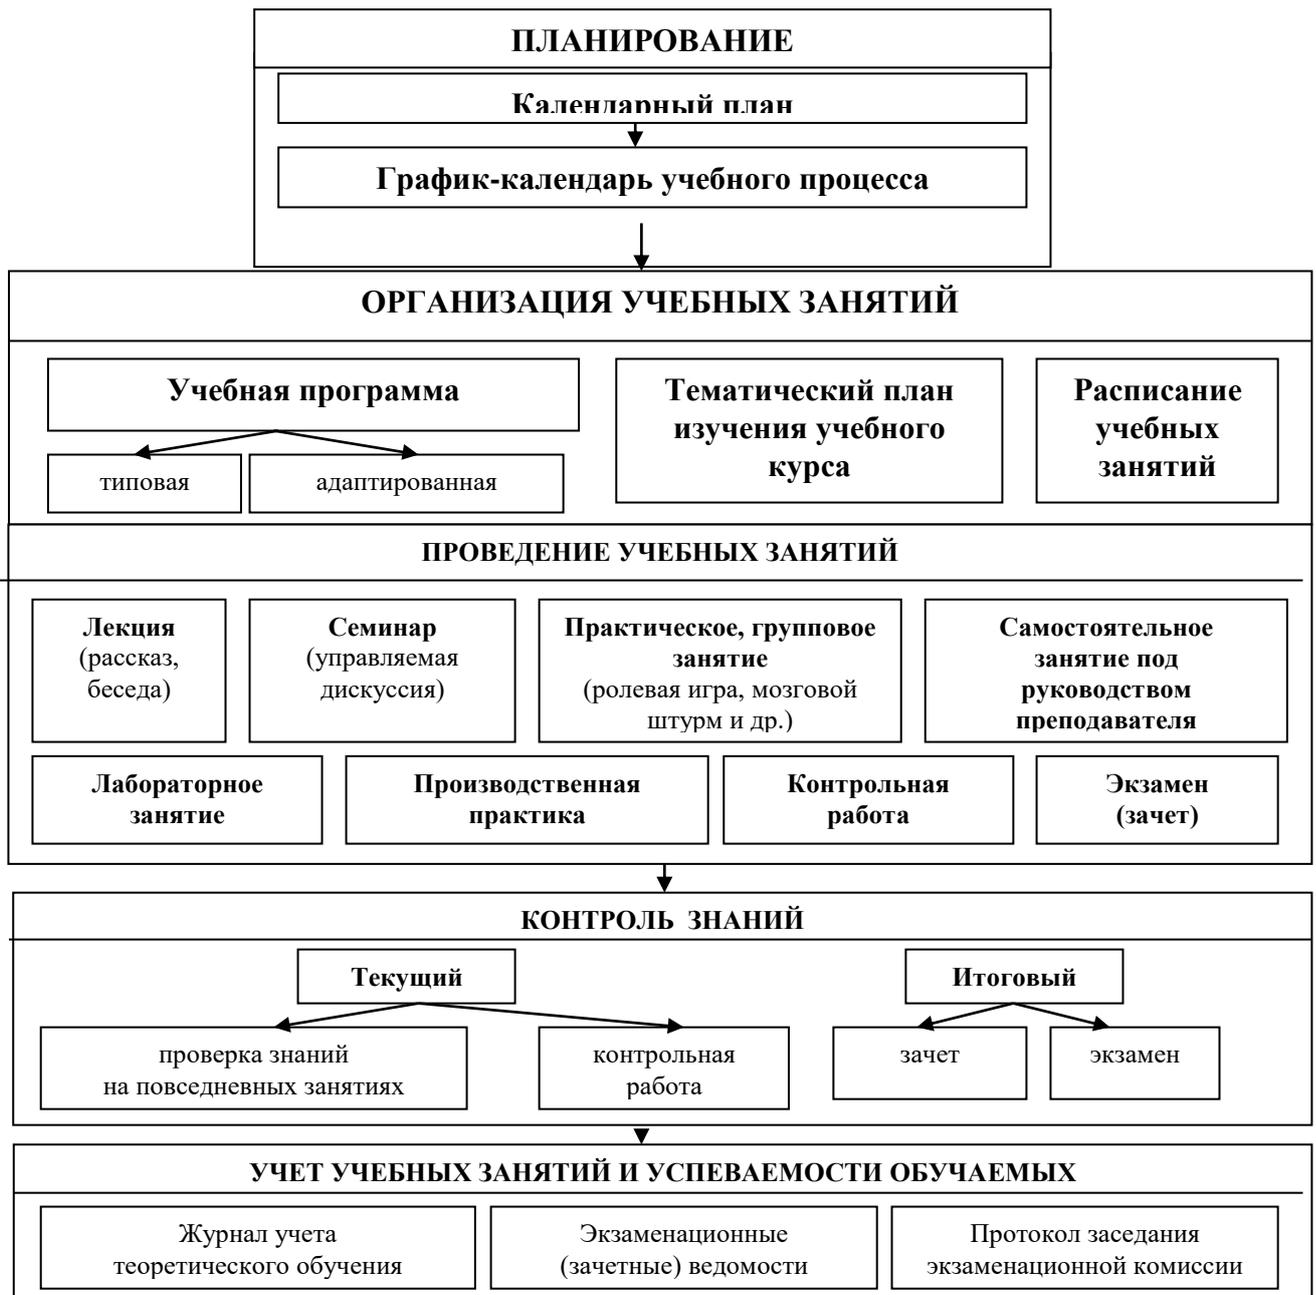 ПЛАНИРОВАНИЕ
Календарный план
График-календарь учебного процесса
ОРГАНИЗАЦИЯ УЧЕБНЫХ ЗАНЯТИЙ
Учебная программа
типовая
адаптированная
Тематический план
изучения учебного
курса
Расписание
учебных
занятий
ПРОВЕДЕНИЕ УЧЕБНЫХ ЗАНЯТИЙ
Лекция
(рассказ,
беседа)
Семинар
(управляемая
дискуссия)
Практическое, групповое
занятие
(ролевая игра, мозговой
штурм и др.)
Самостоятельное
занятие под
руководством
преподавателя
Лабораторное
занятие
Производственная
практика
Контрольная
работа
Экзамен
(зачет)
КОНТРОЛЬ ЗНАНИЙ
Текущий
проверка знаний
на повседневных занятиях
контрольная
работа
Итоговый
зачет
экзамен
УЧЕТ УЧЕБНЫХ ЗАНЯТИЙ И УСПЕВАЕМОСТИ ОБУЧАЕМЫХ
Журнал учета
теоретического обучения
Экзаменационные
(зачетные) ведомости
Протокол заседания
экзаменационной комиссии